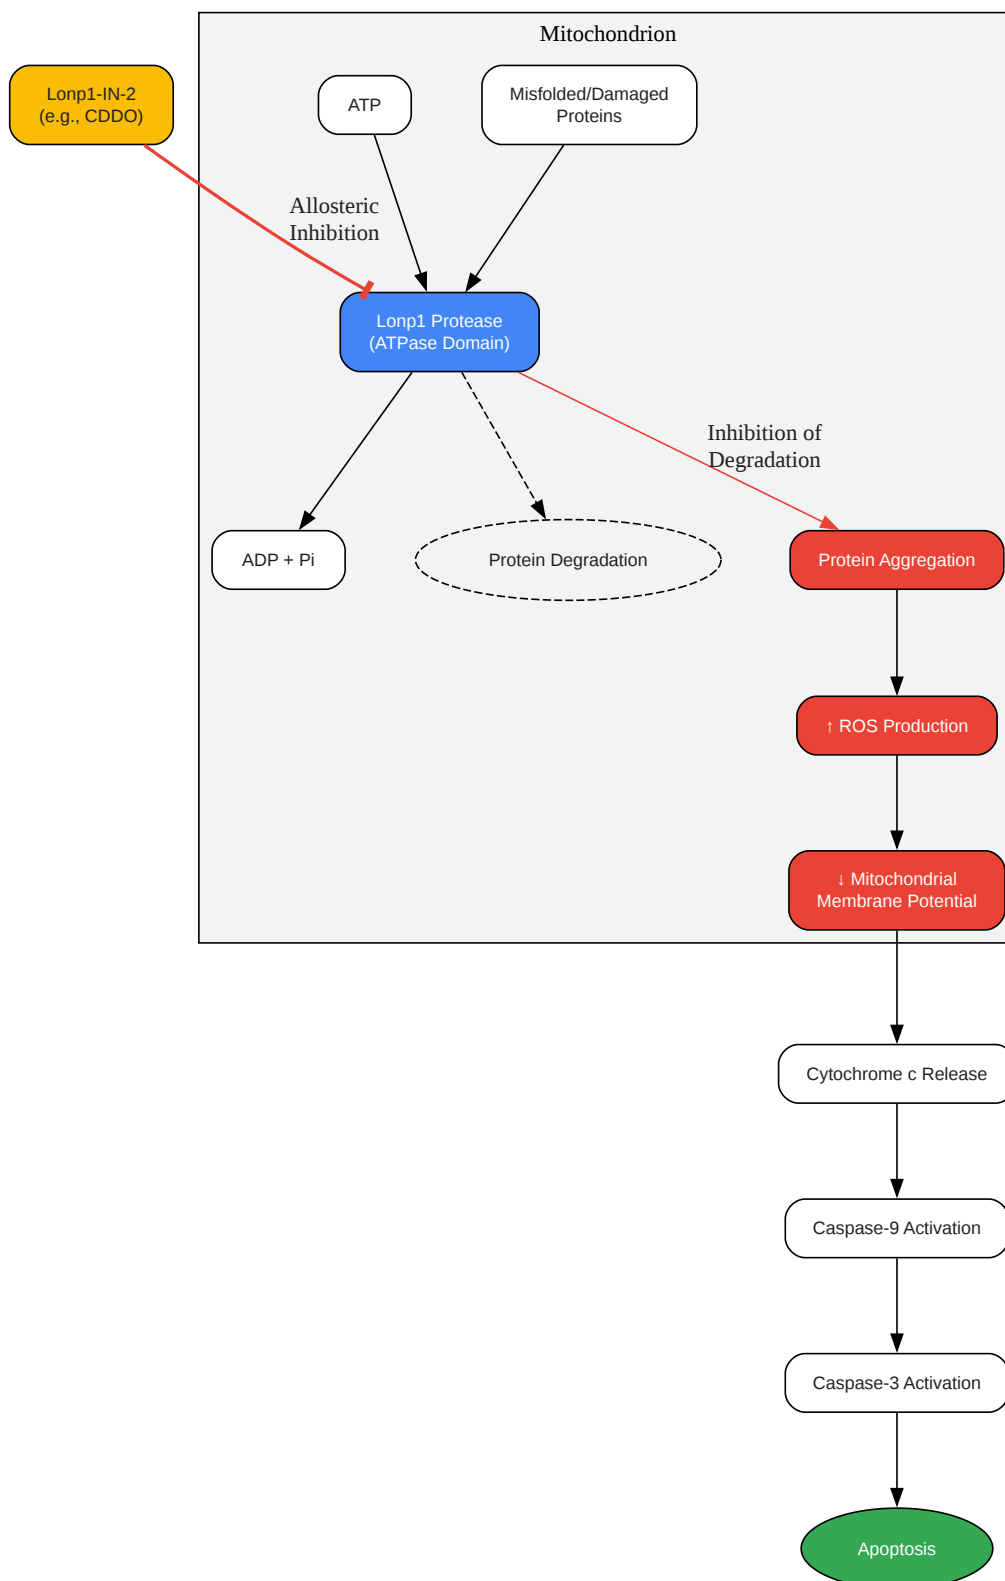 Mitochondrion
Lonp1-IN-2
(e.g., CDDO)
ATP
Misfolded/Damaged
Proteins
Allosteric
Inhibition
Lonp1 Protease
(ATPase Domain)
Inhibition of
Degradation
ADP + Pi
Protein Degradation
Protein Aggregation
↑ ROS Production
↓ Mitochondrial
Membrane Potential
Cytochrome c Release
Caspase-9 Activation
Caspase-3 Activation
Apoptosis